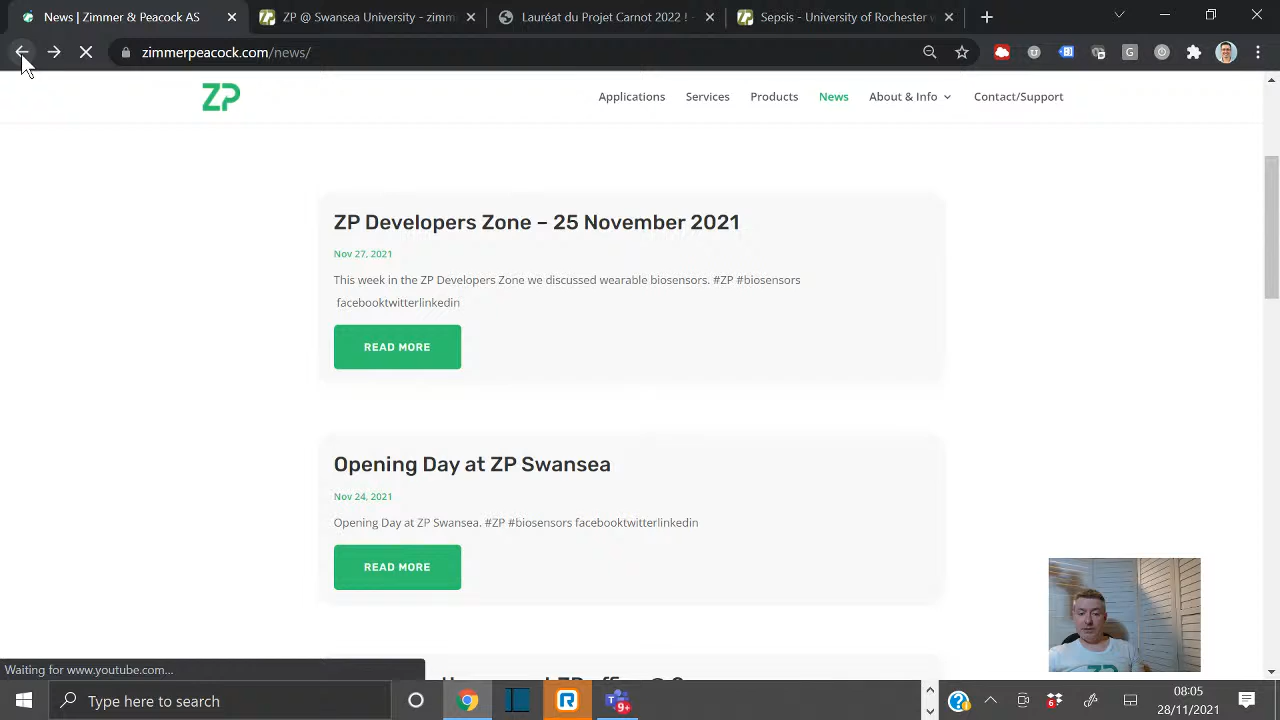 News | Zimmer & Peacock AS
ZP @ Swansea University - zimm
Lauréat du Projet Carnot 2022 ! -
Sepsis - University of Rochester w
zimmerpeacock.com/news/
ZP
Applications
Services
Products
News
About & Info
Contact/Support
ZP Developers Zone – 25 November 2021
Nov 27, 2021
This week in the ZP Developers Zone we discussed wearable biosensors. #ZP #biosensors
facebooktwitterlinkedin
READ MORE
Opening Day at ZP Swansea
Nov 24, 2021
Opening Day at ZP Swansea. #ZP #biosensors facebooktwitterlinkedin
READ MORE
Waiting for www.youtube.com...
ZP
Type here to search
9+
6
08:05
28/11/2021